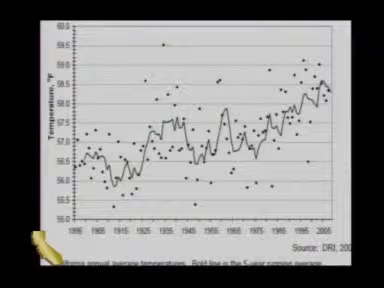 Temperature, °F
60.0
59.5
59.0
58.5
58.0
57.5
57.0
56.5
56.0
55.5
55.0
1895 1905 1915 1925 1935 1945 1955 1965 1975 1985 1995 2005
Source: DRI, 200
annual average temperatures. Bold line is the 5-year running average